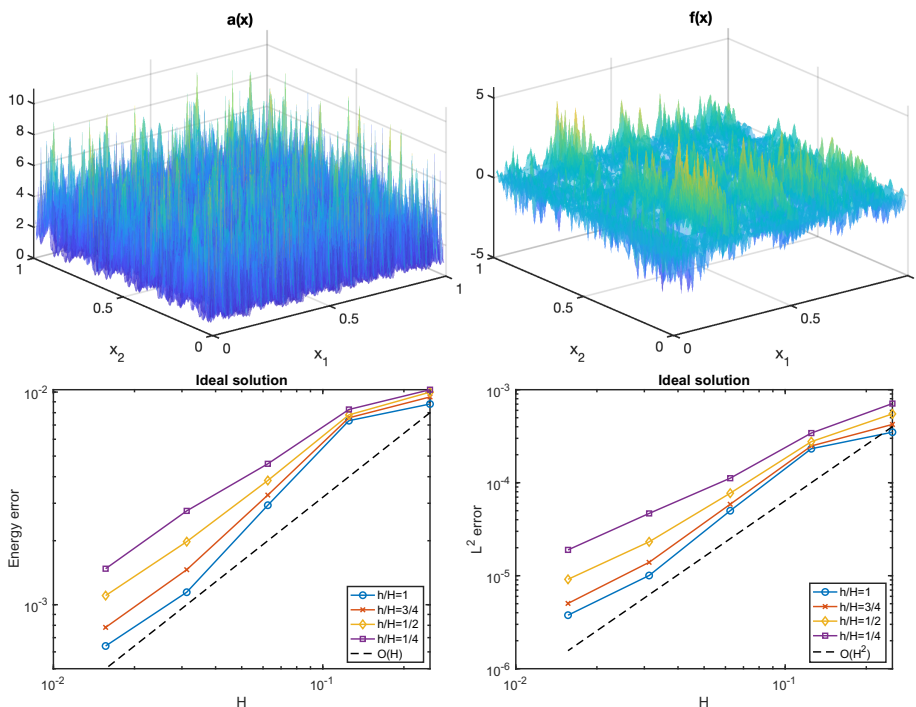 a(x)
10
8
6
4
2
0
1
0.5
0
0
0.5
1
x2
x1
f(x)
5
0
-5
1
0.5
0
0
0.5
1
x2
x1
Ideal solution
10^-2
10^-3
Energy error
10^-2
10^-1
H
h/H=1
h/H=3/4
h/H=1/2
h/H=1/4
O(H)
Ideal solution
10^-3
10^-4
10^-5
10^-6
L^2 error
10^-2
10^-1
H
h/H=1
h/H=3/4
h/H=1/2
h/H=1/4
O(H^2)